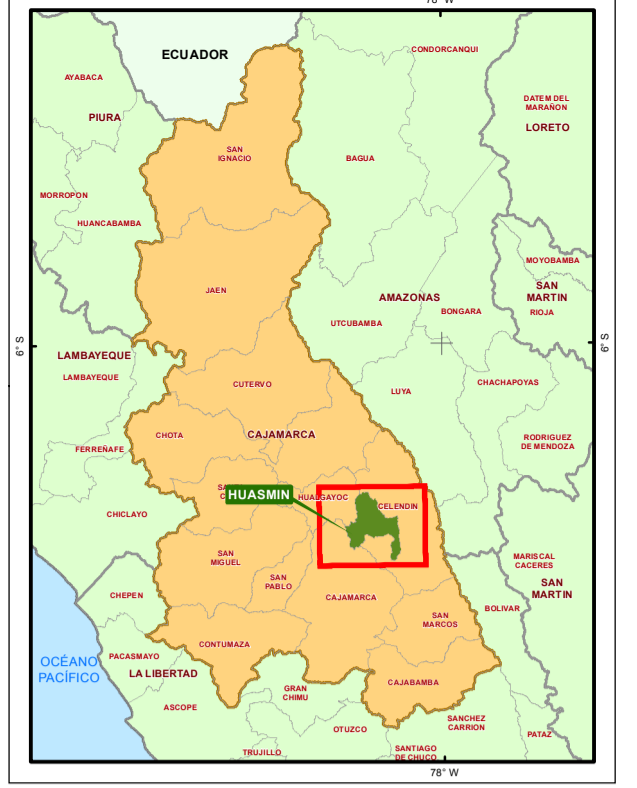 78° W
ECUADOR
CONDORCANQUI
AYABACA
DATEM DEL
MARAÑON
PIURA
LORETO
SAN
IGNACIO
BAGUA
MORROPON
HUANCABAMBA
MOYOBAMBA
SAN
MARTIN
JAEN
AMAZONAS
BONGARA
RIOJA
UTCUBAMBA
6° S
6° S
LAMBAYEQUE
LAMBAYEQUE
CUTERVO
LUYA
CHACHAPOYAS
CHOTA
CAJAMARCA
RODRIGUEZ
DE MENDOZA
FERREÑAFE
HUASMIN
HUALGAYOC
CELENDIN
CHICLAYO
SAN
MIGUEL
MARISCAL
CACERES
SAN
MARTIN
SAN
PABLO
CHEPEN
CAJAMARCA
BOLIVAR
SAN
MARCOS
CONTUMAZA
OCÉANO
PACÍFICO
PACASMAYO
LA LIBERTAD
CAJABAMBA
GRAN
CHIMU
ASCOPE
SANCHEZ
CARRION
OTUZCO
PATAZ
TRUJILLO
SANTIAGO
DE CHUCO
78° W